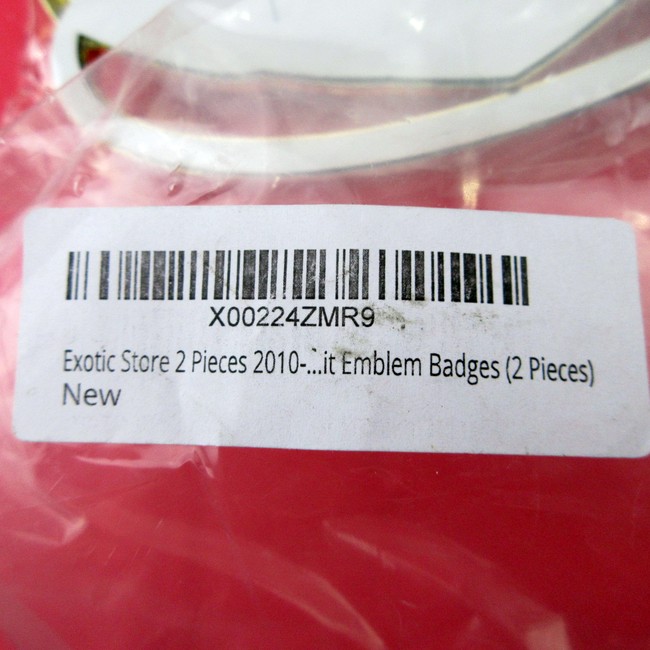 X00224ZMR9
Exotic Store 2 Pieces 2010-...it Emblem Badges (2 Pieces)
New